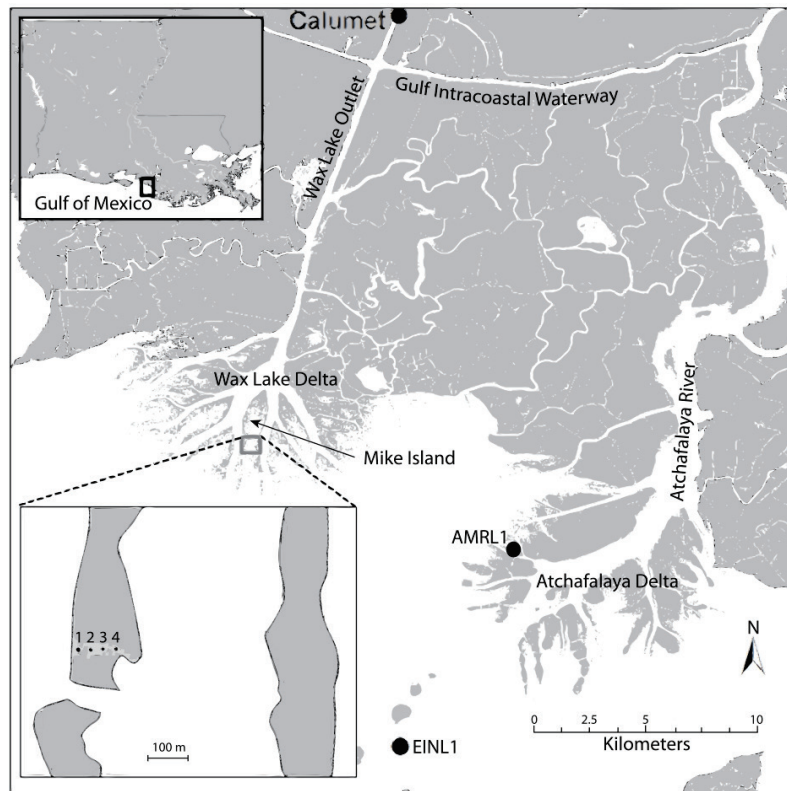 Calumet
Gulf Intracoastal Waterway
Wax Lake Outlet
Gulf of Mexico
Wax Lake Delta
Mike Island
Atchafalaya River
AMRL1
Atchafalaya Delta
1 2 3 4
100 m
N
0 2.5 5 10
Kilometers
EINL1